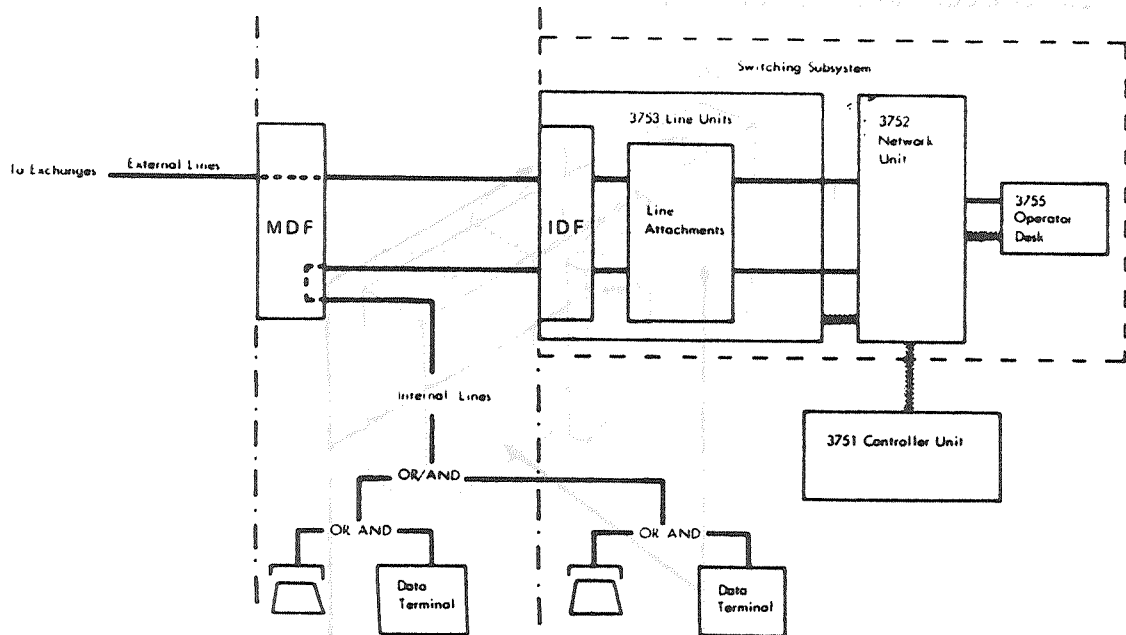 Switching Subsystem
3753 Line Units
3752
Network
Unit
To Exchanges
External Lines
MDF
IDF
Line
Attachments
3755
Operator
Desk
Internal Lines
3751 Controller Unit
OR/AND
OR AND
OR AND
Data
Terminal
Data
Terminal